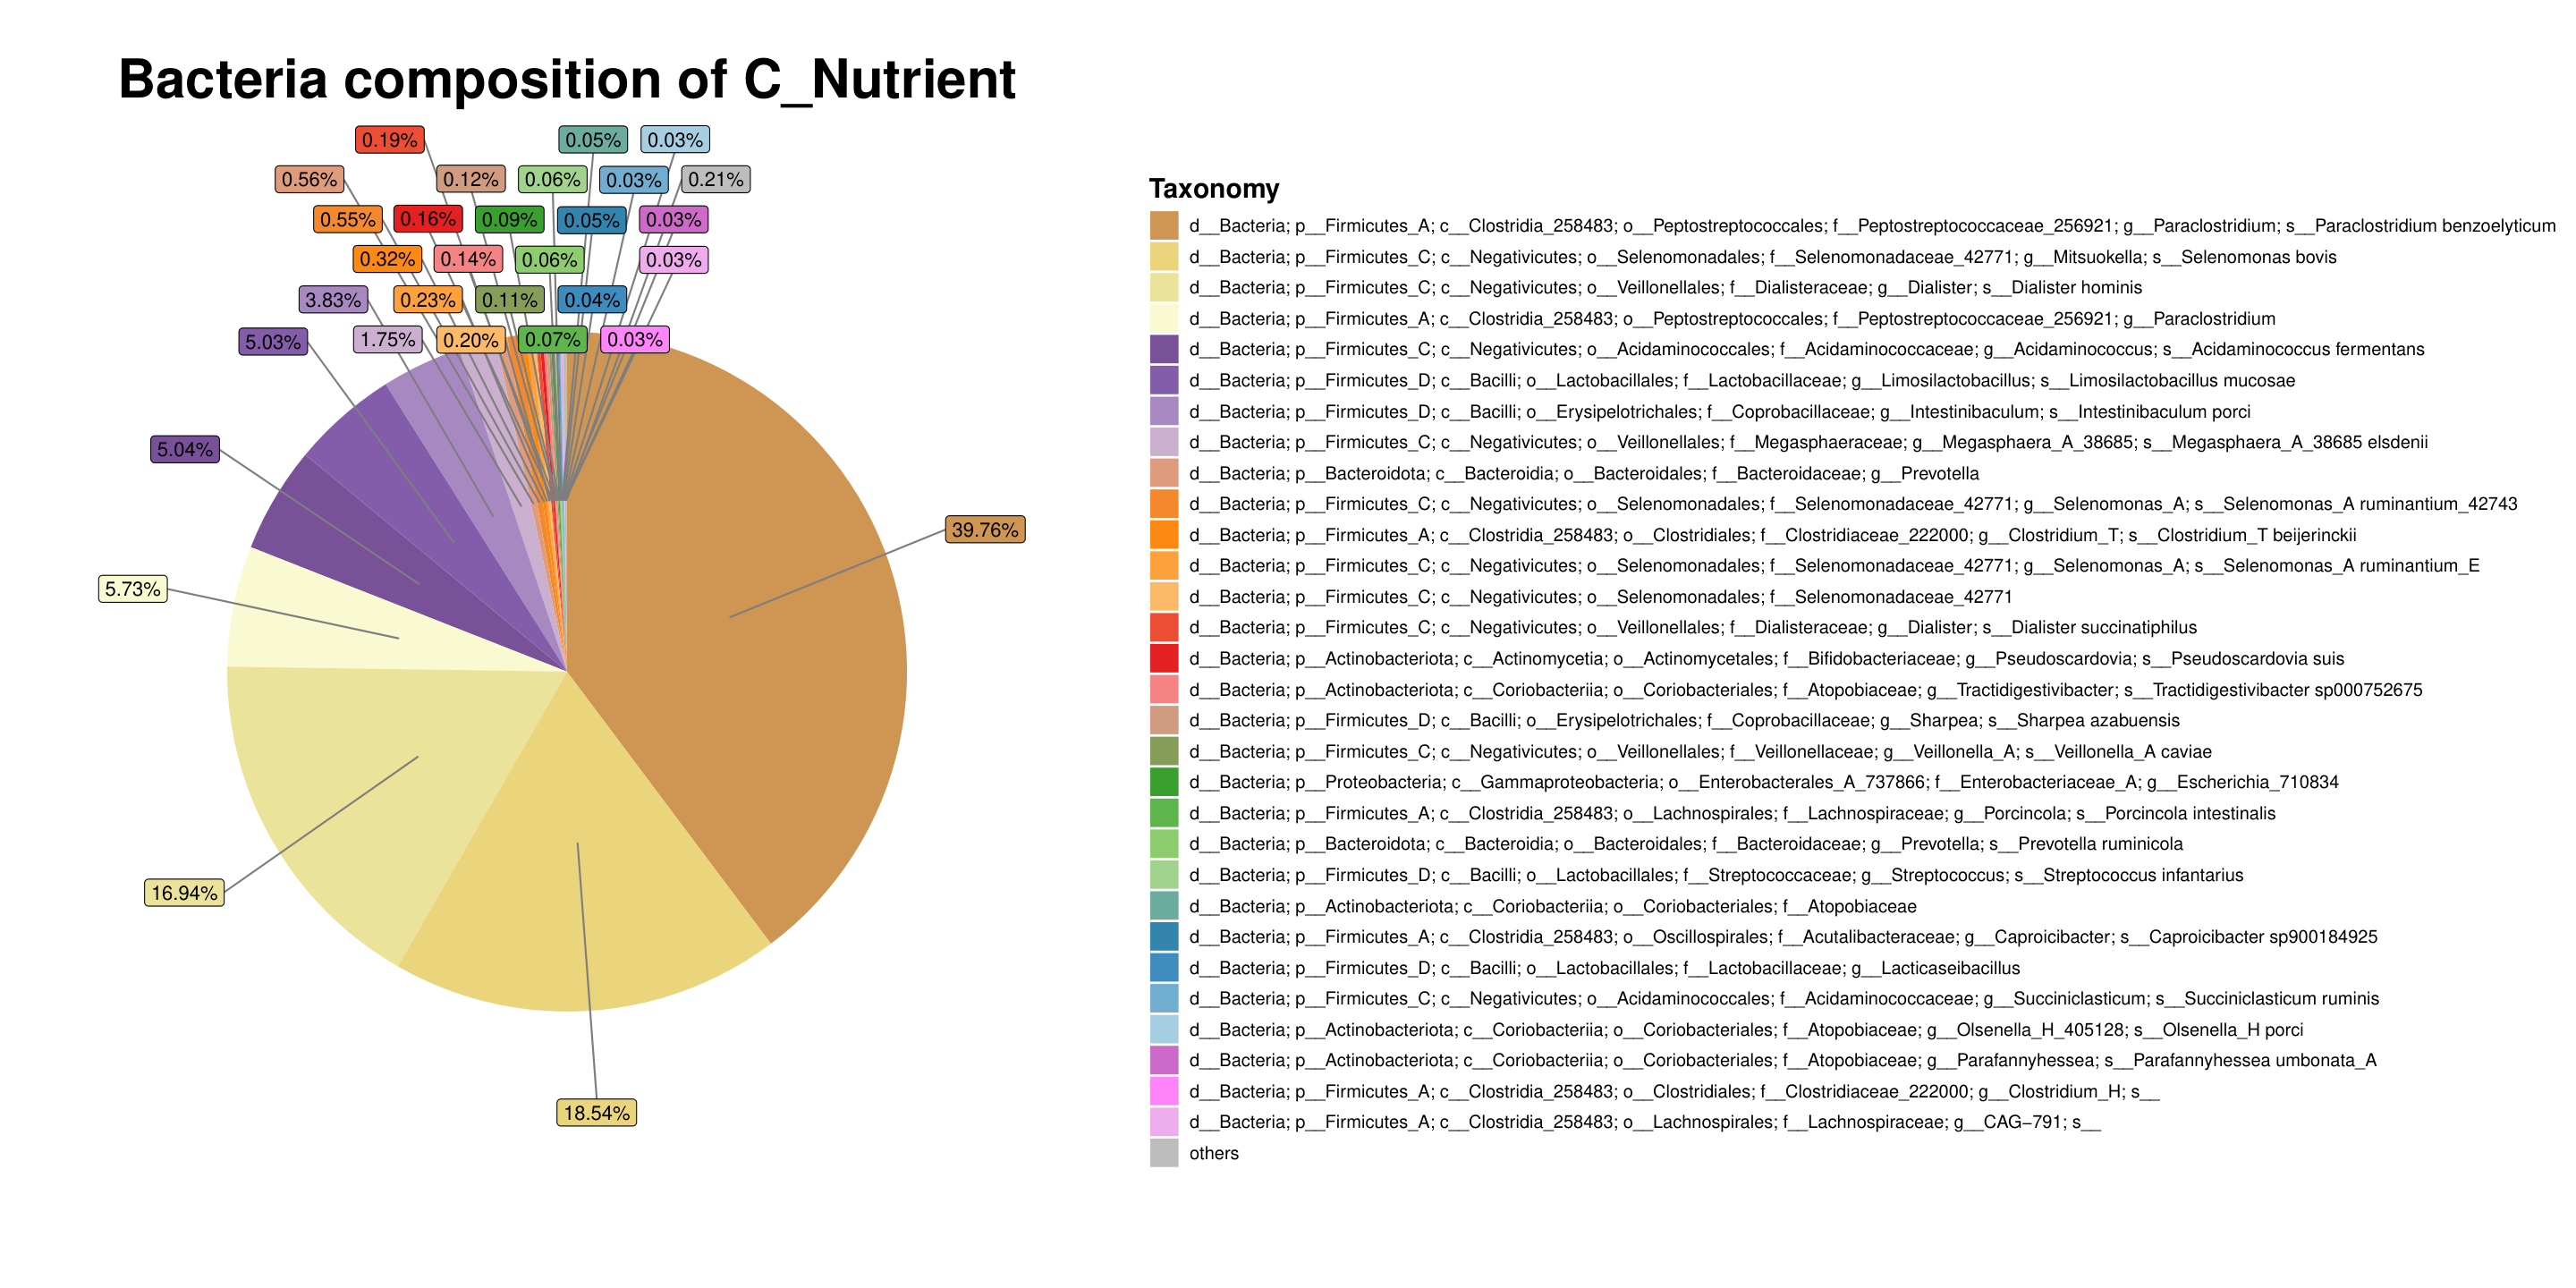 Bacteria composition of C_Nutrient
0.19%
0.05%
0.03%
0.56%
0.12%
0.06%
0.03%
0.21%
0.55%
0.16%
0.09%
0.05%
0.03%
0.32%
0.14%
0.06%
0.03%
3.83%
0.23%
0.11%
0.04%
5.03%
1.75%
0.20%
0.07%
0.03%
5.04%
39.76%
5.73%
16.94%
18.54%
Taxonomy
d__Bacteria; p__Firmicutes_A; c__Clostridia_258483; o__Peptostreptococcales; f__Peptostreptococcaceae_256921; g__Paraclostridium; s__Paraclostridium benzoelyticum
d__Bacteria; p__Firmicutes_C; c__Negativicutes; o__Selenomonadales; f__Selenomonadaceae_42771; g__Mitsuokella; s__Selenomonas bovis
d__Bacteria; p__Firmicutes_C; c__Negativicutes; o__Veillonellales; f__Dialisteraceae; g__Dialister; s__Dialister hominis
d__Bacteria; p__Firmicutes_A; c__Clostridia_258483; o__Peptostreptococcales; f__Peptostreptococcaceae_256921; g__Paraclostridium
d__Bacteria; p__Firmicutes_C; c__Negativicutes; o__Acidaminococcales; f__Acidaminococcaceae; g__Acidaminococcus; s__Acidaminococcus fermentans
d__Bacteria; p__Firmicutes_D; c__Bacilli; o__Lactobacillales; f__Lactobacillaceae; g__Limosilactobacillus; s__Limosilactobacillus mucosae
d__Bacteria; p__Firmicutes_D; c__Bacilli; o__Erysipelotrichales; f__Coprobacillaceae; g__Intestinibaculum; s__Intestinibaculum porci
d__Bacteria; p__Firmicutes_C; c__Negativicutes; o__Veillonellales; f__Megasphaeraceae; g__Megasphaera_A_38685; s__Megasphaera_A_38685 elsdenii
d__Bacteria; p__Bacteroidota; c__Bacteroidia; o__Bacteroidales; f__Bacteroidaceae; g__Prevotella
d__Bacteria; p__Firmicutes_C; c__Negativicutes; o__Selenomonadales; f__Selenomonadaceae_42771; g__Selenomonas_A; s__Selenomonas_A ruminantium_42743
d__Bacteria; p__Firmicutes_A; c__Clostridia_258483; o__Clostridiales; f__Clostridiaceae_222000; g__Clostridium_T; s__Clostridium_T beijerinckii
d__Bacteria; p__Firmicutes_C; c__Negativicutes; o__Selenomonadales; f__Selenomonadaceae_42771; g__Selenomonas_A; s__Selenomonas_A ruminantium_E
d__Bacteria; p__Firmicutes_C; c__Negativicutes; o__Selenomonadales; f__Selenomonadaceae_42771
d__Bacteria; p__Firmicutes_C; c__Negativicutes; o__Veillonellales; f__Dialisteraceae; g__Dialister; s__Dialister succinatiphilus
d__Bacteria; p__Actinobacteriota; c__Actinomycetia; o__Actinomycetales; f__Bifidobacteriaceae; g__Pseudoscardovia; s__Pseudoscardovia suis
d__Bacteria; p__Actinobacteriota; c__Coriobacteriia; o__Coriobacteriales; f__Atopobiaceae; g__Tractidigestivibacter; s__Tractidigestivibacter sp000752675
d__Bacteria; p__Firmicutes_D; c__Bacilli; o__Erysipelotrichales; f__Coprobacillaceae; g__Sharpea; s__Sharpea azabuensis
d__Bacteria; p__Firmicutes_C; c__Negativicutes; o__Veillonellales; f__Veillonellaceae; g__Veillonella_A; s__Veillonella_A caviae
d__Bacteria; p__Proteobacteria; c__Gammaproteobacteria; o__Enterobacterales_A_737866; f__Enterobacteriaceae_A; g__Escherichia_710834
d__Bacteria; p__Firmicutes_A; c__Clostridia_258483; o__Lachnospirales; f__Lachnospiraceae; g__Porcincola; s__Porcincola intestinalis
d__Bacteria; p__Bacteroidota; c__Bacteroidia; o__Bacteroidales; f__Bacteroidaceae; g__Prevotella; s__Prevotella ruminicola
d__Bacteria; p__Firmicutes_D; c__Bacilli; o__Lactobacillales; f__Streptococcaceae; g__Streptococcus; s__Streptococcus infantarius
d__Bacteria; p__Actinobacteriota; c__Coriobacteriia; o__Coriobacteriales; f__Atopobiaceae
d__Bacteria; p__Firmicutes_A; c__Clostridia_258483; o__Oscillospirales; f__Acutalibacteraceae; g__Caproicibacter; s__Caproicibacter sp900184925
d__Bacteria; p__Firmicutes_D; c__Bacilli; o__Lactobacillales; f__Lactobacillaceae; g__Lacticaseibacillus
d__Bacteria; p__Firmicutes_C; c__Negativicutes; o__Acidaminococcales; f__Acidaminococcaceae; g__Succiniclasticum; s__Succiniclasticum ruminis
d__Bacteria; p__Actinobacteriota; c__Coriobacteriia; o__Coriobacteriales; f__Atopobiaceae; g__Olsenella_H_405128; s__Olsenella_H porci
d__Bacteria; p__Actinobacteriota; c__Coriobacteriia; o__Coriobacteriales; f__Atopobiaceae; g__Parafannyhessea; s__Parafannyhessea umbonata_A
d__Bacteria; p__Firmicutes_A; c__Clostridia_258483; o__Clostridiales; f__Clostridiaceae_222000; g__Clostridium_H; s__
d__Bacteria; p__Firmicutes_A; c__Clostridia_258483; o__Lachnospirales; f__Lachnospiraceae; g__CAG−791; s__
others